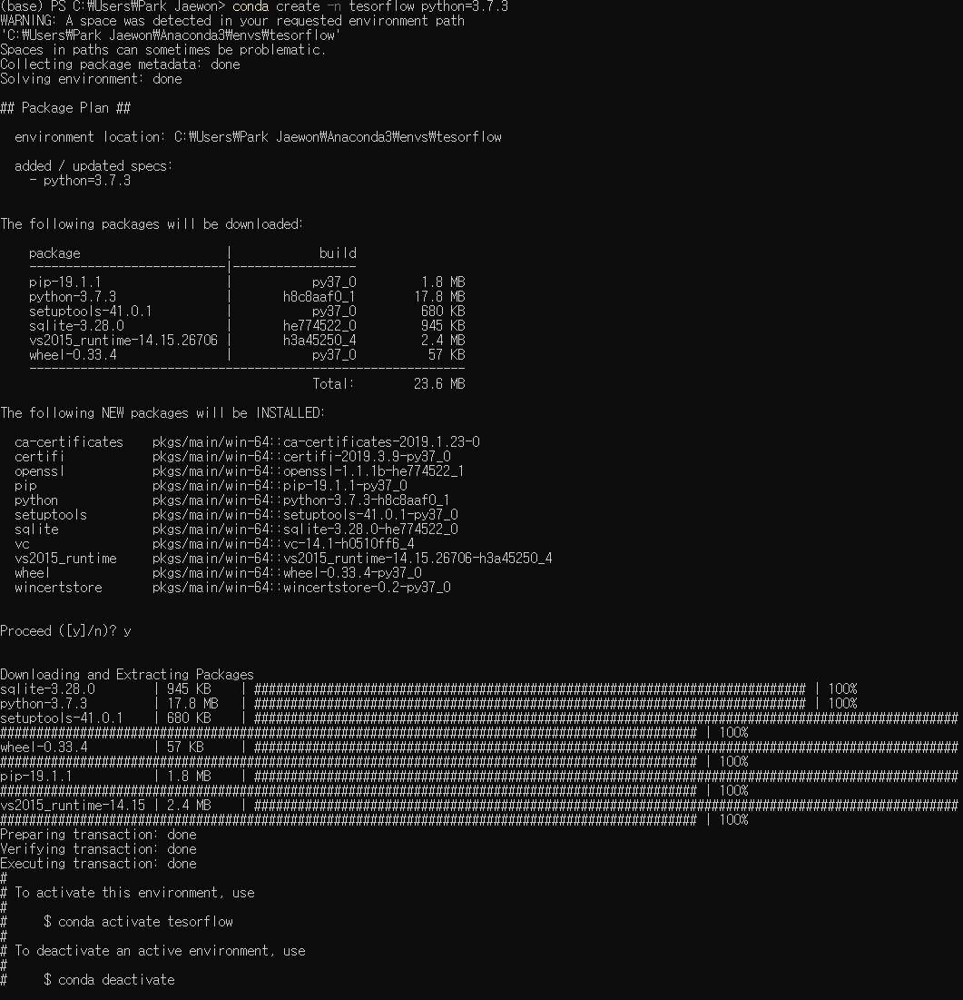 (base) PS C:₩Users₩Park Jaewon> conda create -n tesorflow python=3.7.3
WARNING: A space was detected in your requested environment path
'C:₩Users₩Park Jaewon₩Anaconda3₩envs₩tesorflow'
Spaces in paths can sometimes be problematic.
Collecting package metadata: done
Solving environment: done
## Package Plan ##
environment location: C:₩Users₩Park Jaewon₩Anaconda3₩envs₩tesorflow
added / updated specs:
- python=3.7.3
The following packages will be downloaded:
package | build
---------------------------|-----------------
pip-19.1.1 | py37_0 1.8 MB
python-3.7.3 | h8c8aaf0_1 17.8 MB
setuptools-41.0.1 | py37_0 680 KB
sqlite-3.28.0 | he774522_0 945 KB
vs2015_runtime-14.15.26706 | h3a45250_4 2.4 MB
wheel-0.33.4 | py37_0 57 KB
------------------------------------------------------------
Total: 23.6 MB
The following NEW packages will be INSTALLED:
ca-certificates pkgs/main/win-64::ca-certificates-2019.1.23-0
certifi pkgs/main/win-64::certifi-2019.3.9-py37_0
openssl pkgs/main/win-64::openssl-1.1.1b-he774522_1
pip pkgs/main/win-64::pip-19.1.1-py37_0
python pkgs/main/win-64::python-3.7.3-h8c8aaf0_1
setuptools pkgs/main/win-64::setuptools-41.0.1-py37_0
sqlite pkgs/main/win-64::sqlite-3.28.0-he774522_0
vc pkgs/main/win-64::vc-14.1-h0510ff6_4
vs2015_runtime pkgs/main/win-64::vs2015_runtime-14.15.26706-h3a45250_4
wheel pkgs/main/win-64::wheel-0.33.4-py37_0
wincertstore pkgs/main/win-64::wincertstore-0.2-py37_0
Proceed ([y]/n)? y
Downloading and Extracting Packages
sqlite-3.28.0 | 945 KB | ############################################################################ | 100%
python-3.7.3 | 17.8 MB | ############################################################################ | 100%
setuptools-41.0.1 | 680 KB | #################################################################################################
################################################################################################ | 100%
wheel-0.33.4 | 57 KB | #################################################################################################
################################################################################################ | 100%
pip-19.1.1 | 1.8 MB | #################################################################################################
################################################################################################ | 100%
vs2015_runtime-14.15 | 2.4 MB | #################################################################################################
################################################################################################ | 100%
Preparing transaction: done
Verifying transaction: done
Executing transaction: done
#
# To activate this environment, use
#
# $ conda activate tesorflow
#
# To deactivate an active environment, use
#
# $ conda deactivate